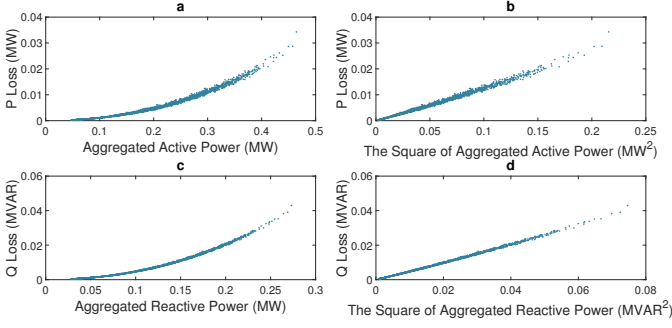 a
P Loss (MW)
0.04
0.03
0.02
0.01
0
0 0.1 0.2 0.3 0.4 0.5
Aggregated Active Power (MW)
b
P Loss (MW)
0.04
0.03
0.02
0.01
0
0 0.05 0.1 0.15 0.2 0.25
The Square of Aggregated Active Power (MW²)
c
Q Loss (MVAR)
0.06
0.04
0.02
0
0 0.05 0.1 0.15 0.2 0.25 0.3
Aggregated Reactive Power (MW)
d
Q Loss (MVAR)
0.06
0.04
0.02
0
0 0.02 0.04 0.06 0.08
The Square of Aggregated Reactive Power (MVAR²)